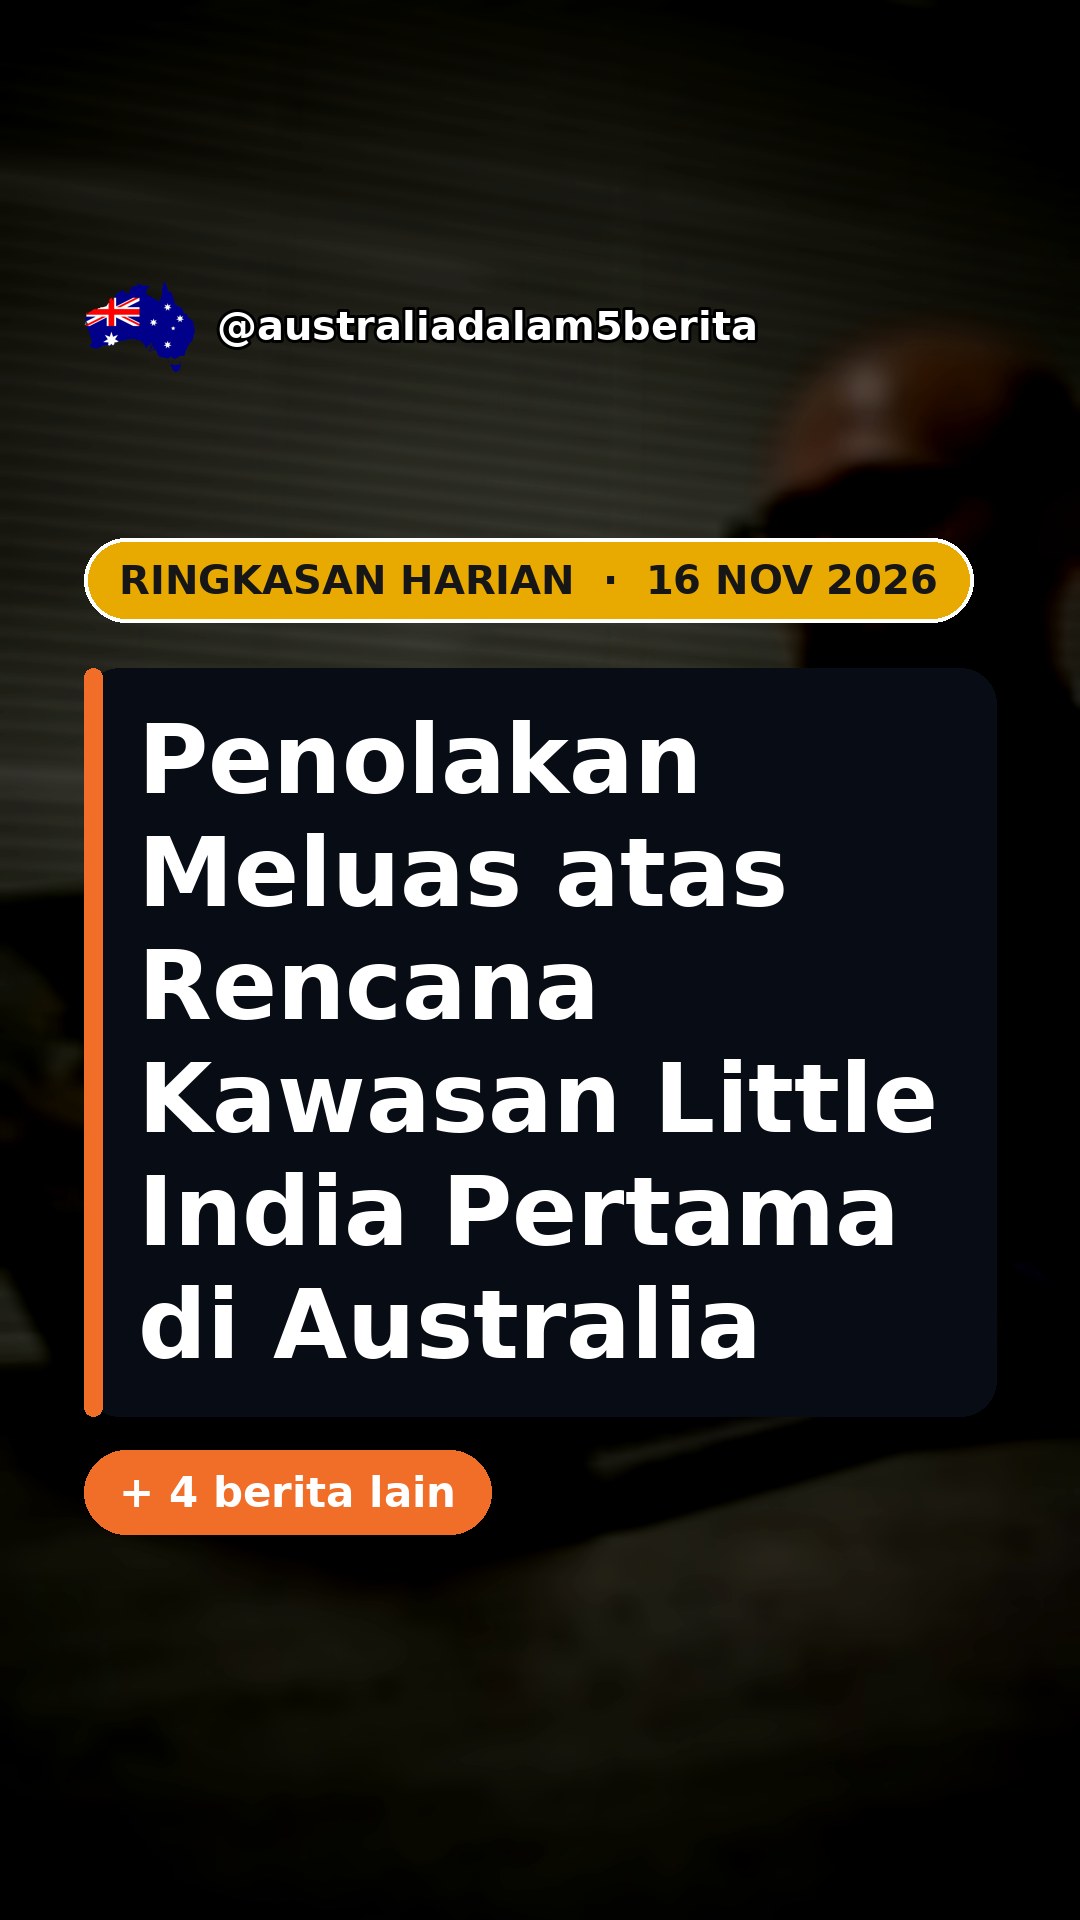 @australiadalam5berita
RINGKASAN HARIAN · 16 NOV 2026
Penolakan
Meluas atas
Rencana
Kawasan Little
India Pertama
di Australia
+ 4 berita lain